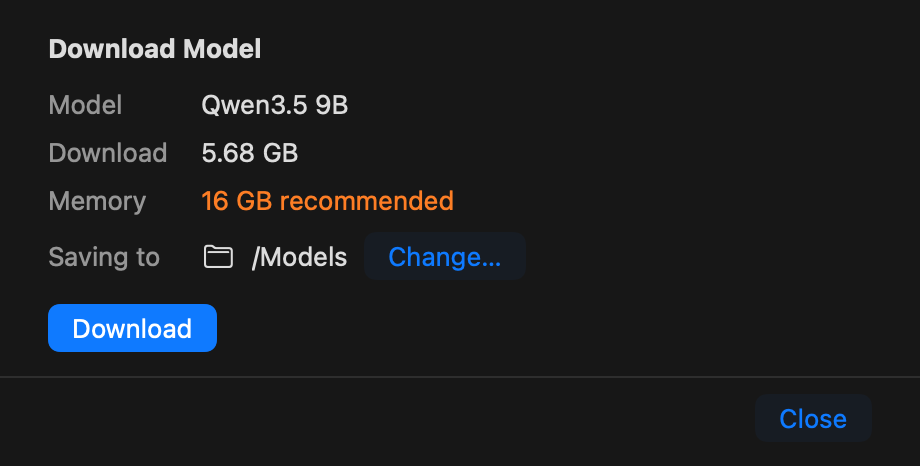 Download Model
Model Qwen3.5 9B
Download 5.68 GB
Memory 16 GB recommended
Saving to /Models Change...
Download
Close